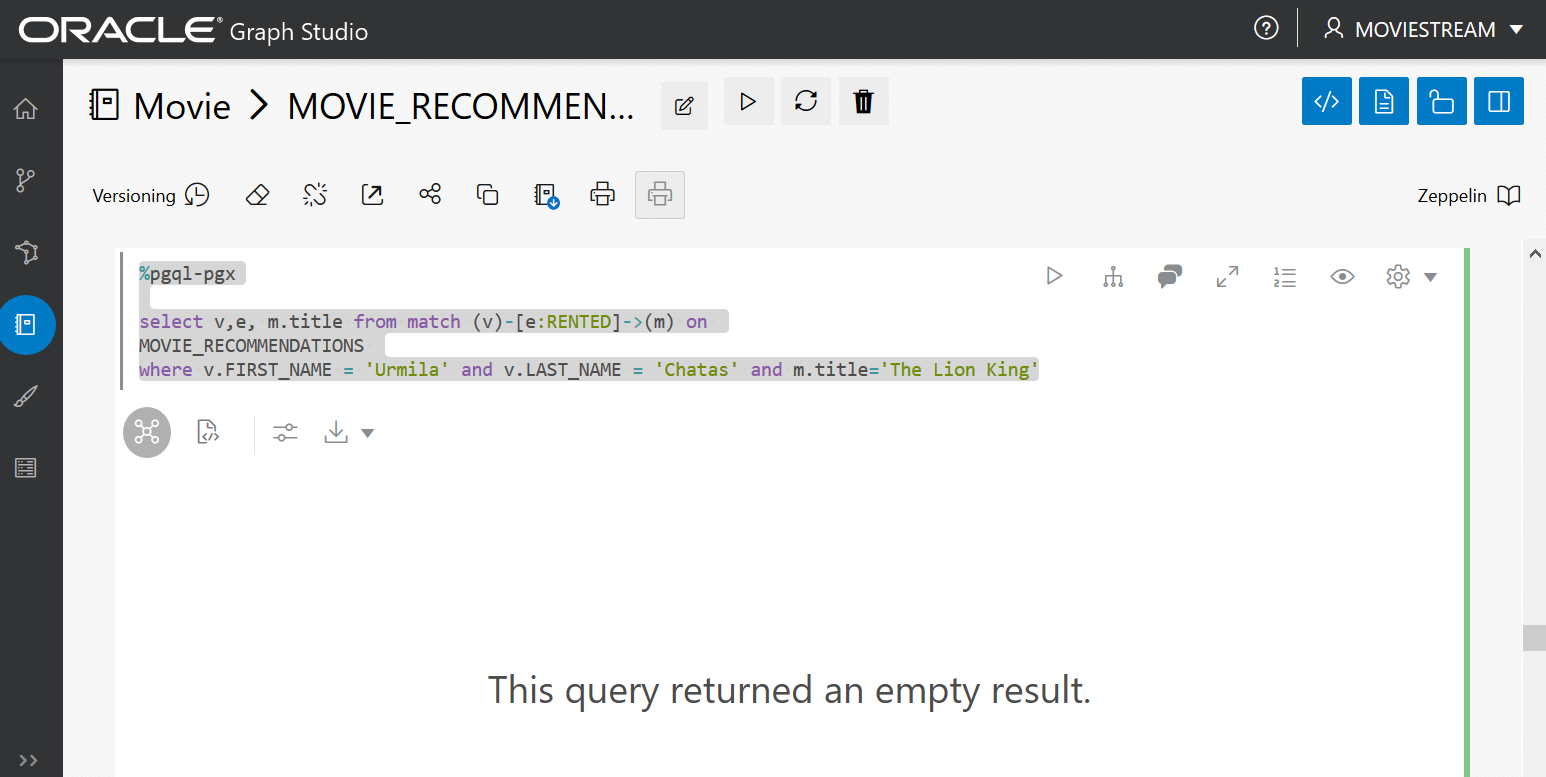 ORACLE® Graph Studio
MOVIESTREAM
Movie > MOVIE_RECOMMEN...
Versioning
Zeppelin
%pgql-pgx
select v,e, m.title from match (v)-[e:RENTED]->(m) on
MOVIE_RECOMMENDATIONS
where v.FIRST_NAME = 'Urmila' and v.LAST_NAME = 'Chatas' and m.title='The Lion King'
This query returned an empty result.